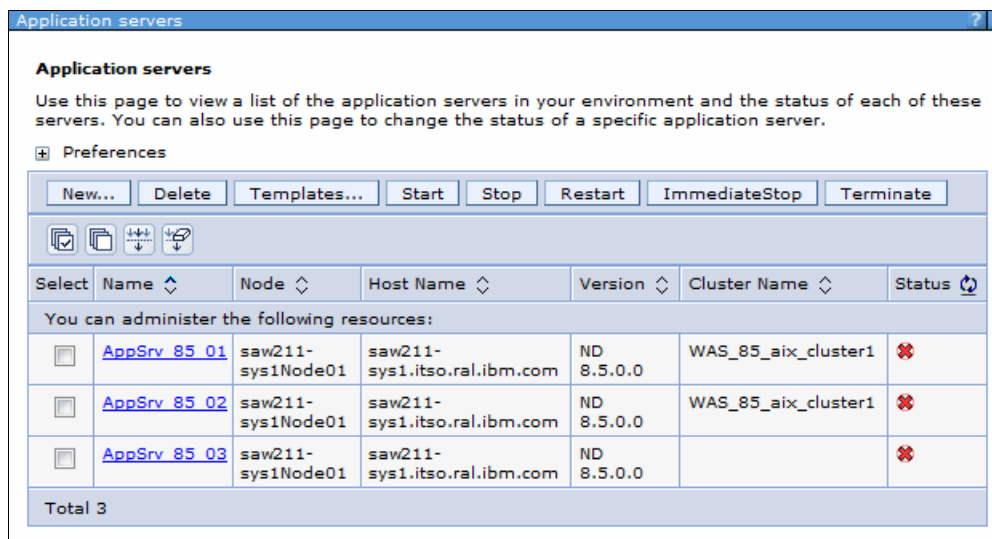 Application servers ?
Application servers
Use this page to view a list of the application servers in your environment and the status of each of these
servers. You can also use this page to change the status of a specific application server.
Preferences
New... Delete Templates... Start Stop Restart ImmediateStop Terminate
Select Name Node Host Name Version Cluster Name Status
You can administer the following resources:
AppSrv_85_01 saw211- saw211- ND WAS_85_aix_cluster1
sys1Node01 sys1.itso.ral.ibm.com 8.5.0.0
AppSrv_85_02 saw211- saw211- ND WAS_85_aix_cluster1
sys1Node01 sys1.itso.ral.ibm.com 8.5.0.0
AppSrv_85_03 saw211- saw211- ND
sys1Node01 sys1.itso.ral.ibm.com 8.5.0.0
Total 3